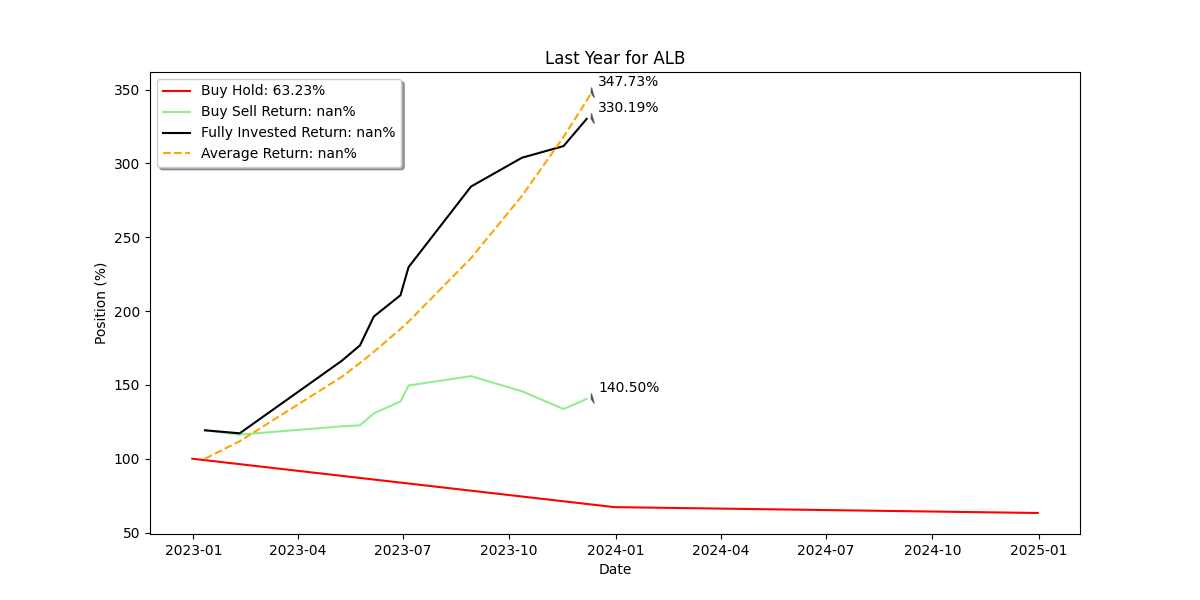 Last Year for ALB
Buy Hold: 63.23%
Buy Sell Return: nan%
Fully Invested Return: nan%
Average Return: nan%
347.73%
330.19%
140.50%
Position (%)
350
300
250
200
150
100
50
2023-01
2023-04
2023-07
2023-10
2024-01
2024-04
2024-07
2024-10
2025-01
Date